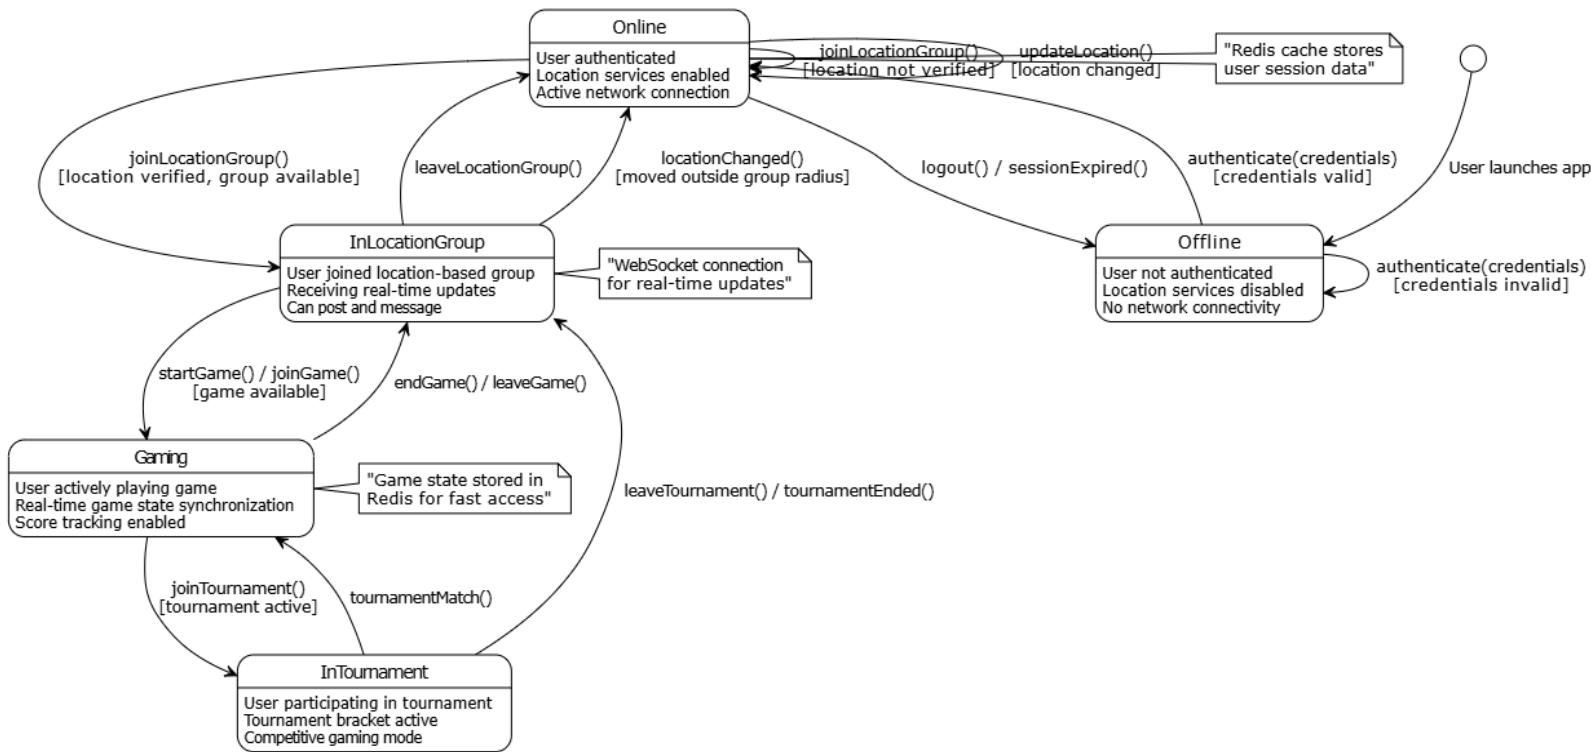 Online
User authenticated
Location services enabled
Active network connection
joinLocationGroup()
[location not verified]
updateLocation()
[location changed]
"Redis cache stores
user session data"
joinLocationGroup()
[location verified, group available]
leaveLocationGroup()
locationChanged()
[moved outside group radius]
logout() / sessionExpired()
authenticate(credentials)
[credentials valid]
User launches app
InLocationGroup
User joined location-based group
Receiving real-time updates
Can post and message
"WebSocket connection
for real-time updates"
Offline
User not authenticated
Location services disabled
No network connectivity
authenticate(credentials)
[credentials invalid]
startGame() / joinGame()
[game available]
endGame() / leaveGame()
Gaming
User actively playing game
Real-time game state synchronization
Score tracking enabled
"Game state stored in
Redis for fast access"
leaveTournament() / tournamentEnded()
joinTournament()
[tournament active]
tournamentMatch()
InTournament
User participating in tournament
Tournament bracket active
Competitive gaming mode